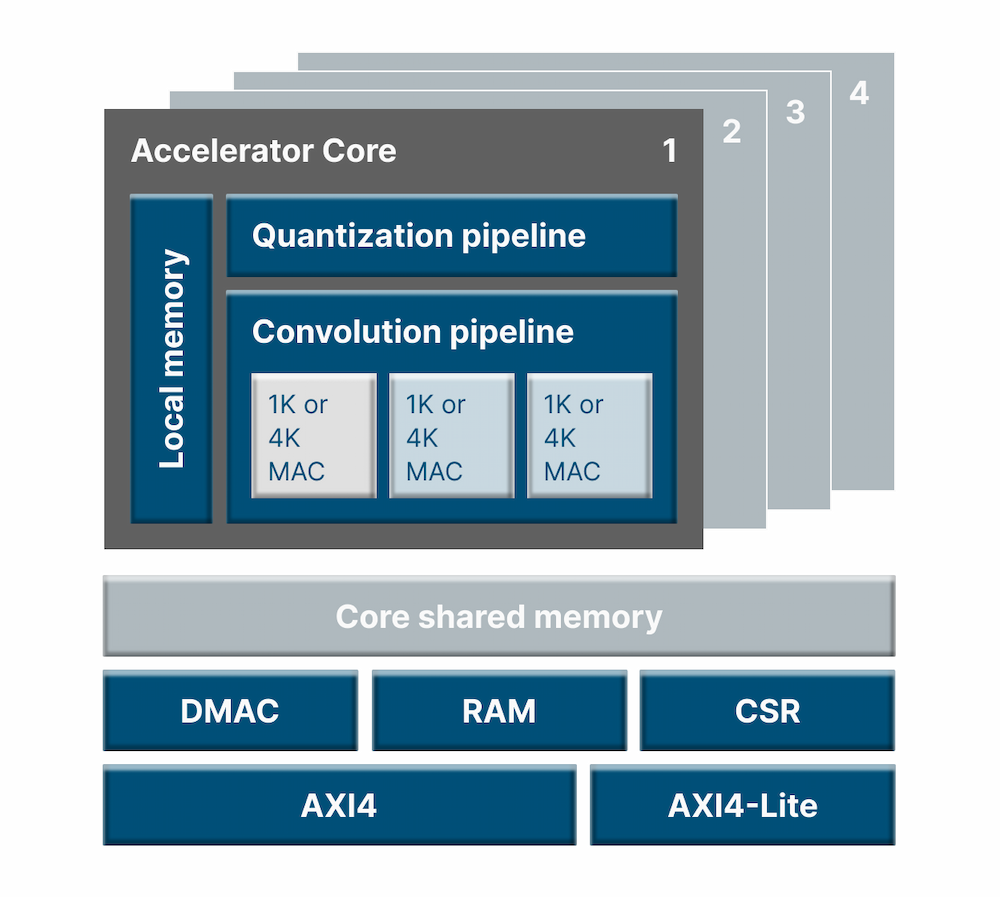 4
3
2
Accelerator Core 1
Quantization pipeline
Local memory
Convolution pipeline
1K or
4K
MAC
1K or
4K
MAC
1K or
4K
MAC
Core shared memory
DMAC
RAM
CSR
AXI4
AXI4-Lite